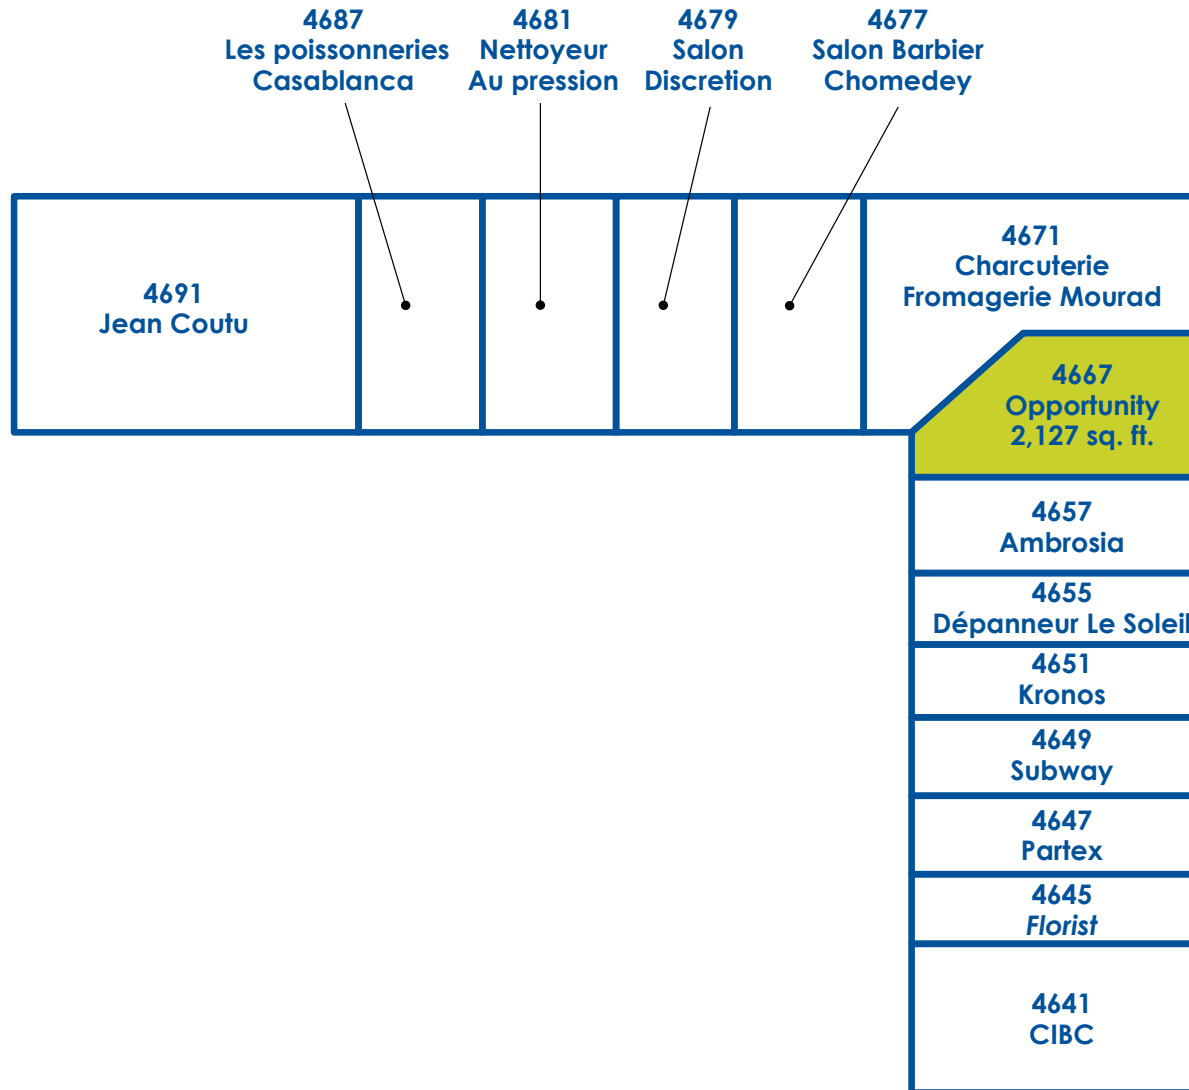 4687
Les poissonneries
Casablanca
4681
Nettoyeur
Au pression
4679
Salon
Discretion
4677
Salon Barbier
Chomedey
4691
Jean Coutu
4671
Charcuterie
Fromagerie Mourad
4667
Opportunity
2,127 sq. ft.
4657
Ambrosia
4655
Dépanneur Le Soleil
4651
Kronos
4649
Subway
4647
Partex
4645
Florist
4641
CIBC